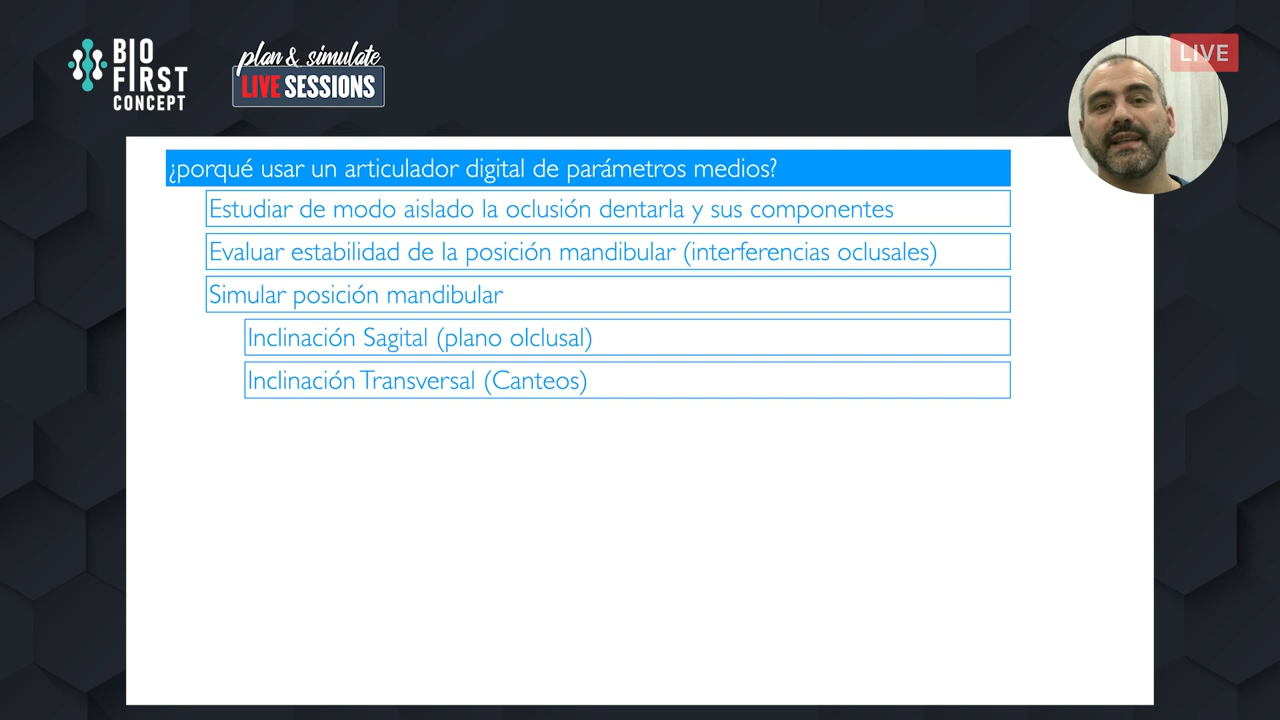 BIO
FIRST
CONCEPT
plan & simulate
LIVE SESSIONS
LIVE
¿porqué usar un articulador digital de parámetros medios?
Estudiar de modo aislado la oclusión dentarla y sus componentes
Evaluar estabilidad de la posición mandibular (interferencias oclusales)
Simular posición mandibular
Inclinación Sagital (plano olclusal)
Inclinación Transversal (Canteos)